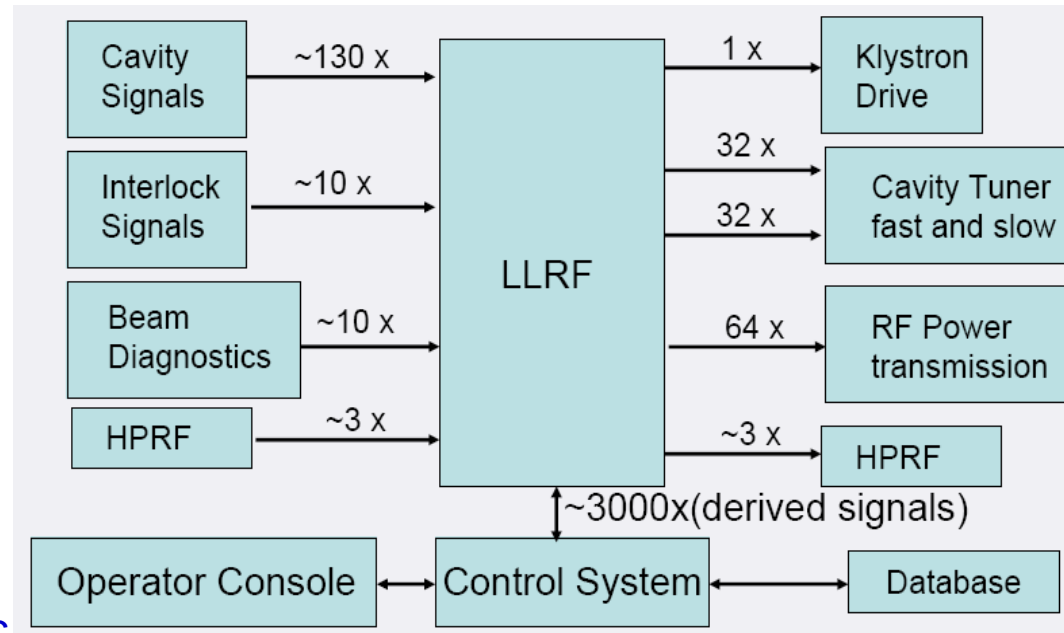 Cavity
Signals
~130 x
Interlock
Signals
~10 x
Beam
Diagnostics
~10 x
HPRF
~3 x
LLRF
1 x
Klystron
Drive
32 x
32 x
Cavity Tuner
fast and slow
64 x
RF Power
transmission
~3 x
HPRF
~3000x(derived signals)
Operator Console
Control System
Database